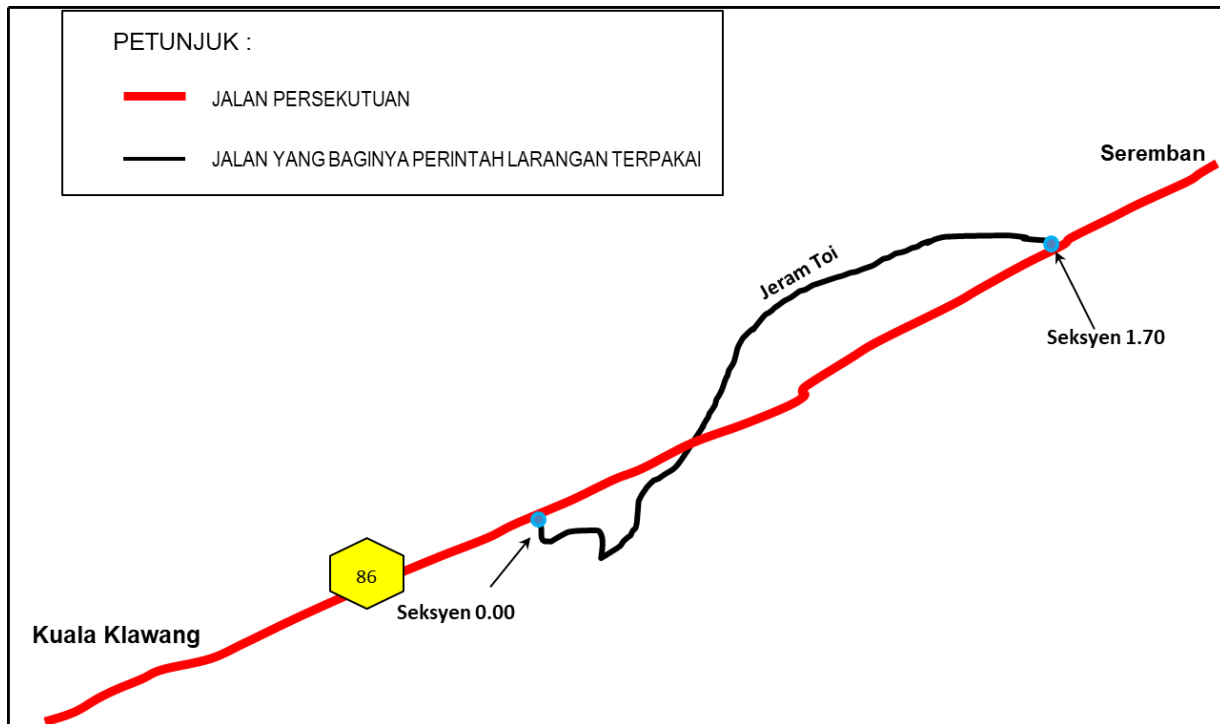 PETUNJUK :
JALAN PERSEKUTUAN
JALAN YANG BAGINYA PERINTAH LARANGAN TERPAKAI
Seremban
Jeram Toi
Seksyen 1.70
86
Seksyen 0.00
Kuala Klawang